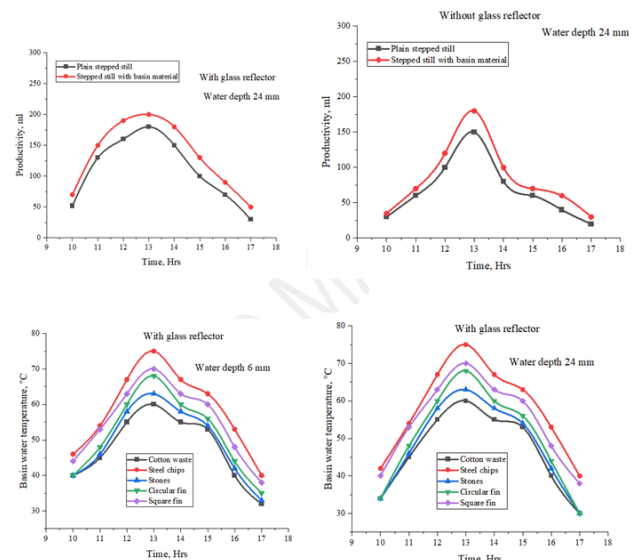 Plain stepped still
Stepped still with basin material
With glass reflector
Water depth 24 mm
Productivity, ml
300
250
200
150
100
50
0
9 10 11 12 13 14 15 16 17 18
Time, Hrs
Without glass reflector
Water depth 24 mm
Plain stepped still
Stepped still with basin material
Productivity, ml
300
250
200
150
100
50
0
9 10 11 12 13 14 15 16 17 18
Time, Hrs
With glass reflector
Water depth 6 mm
Basin water temperature, °C
80
70
60
50
40
30
Cotton waste
Steel chips
Stones
Circular fin
Square fin
9 10 11 12 13 14 15 16 17 18
Time, Hrs
With glass reflector
Water depth 24 mm
Basin water temperature, °C
80
70
60
50
40
30
Cotton waste
Steel chips
Stones
Circular fin
Square fin
9 10 11 12 13 14 15 16 17 18
Time, Hrs